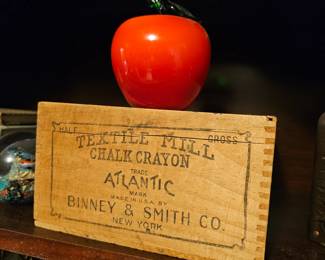 HALF GROSS
TEXTILE MILL
CHALK CRAYON
TRADE
ATLANTIC
MARK
MADE IN U.S.A. BY
BINNEY & SMITH CO.
NEW YORK